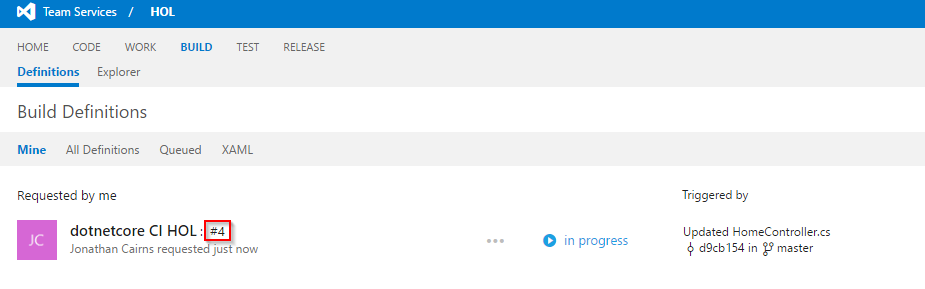 Team Services / HOL
HOME CODE WORK BUILD TEST RELEASE
Definitions Explorer
Build Definitions
Mine All Definitions Queued XAML
Requested by me Triggered by
JC dotnetcore CI HOL : #4
Jonathan Cairns requested just now
... in progress
Updated HomeController.cs
d9cb154 in master